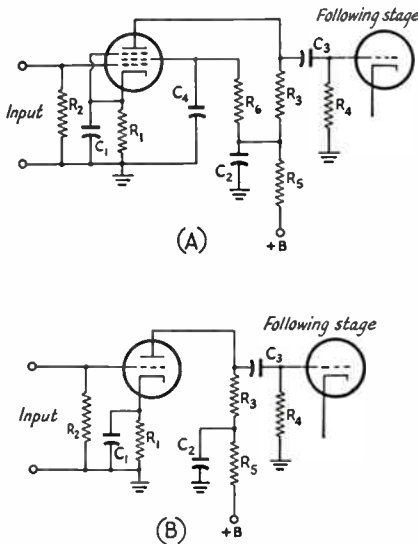 Following stage
C3
R3
R6
C4
R2
Input
R4
C1
R1
C2
R5
+B
(A)
Following stage
C3
R3
R4
Input
R2
C1
R1
C2
R5
+B
(B)